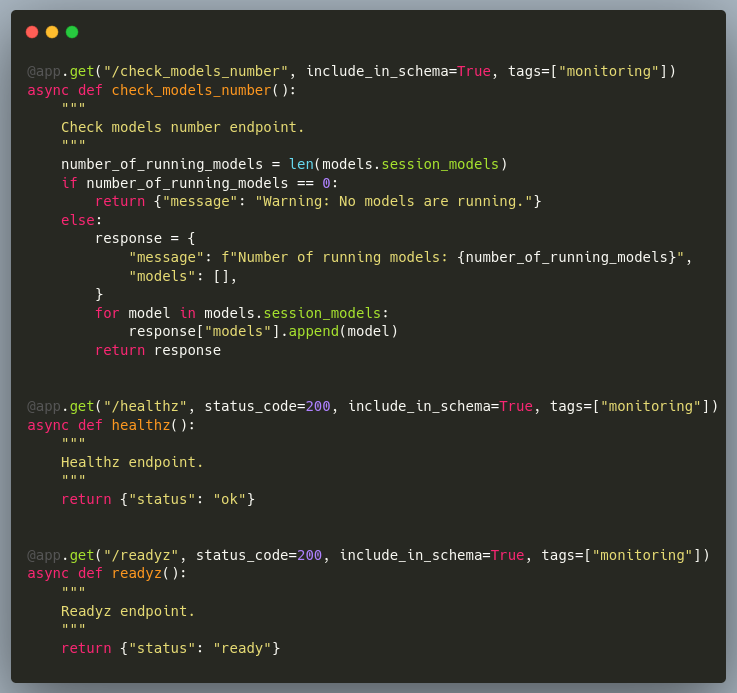 @app.get("/check_models_number", include_in_schema=True, tags=["monitoring"])
async def check_models_number():
    """
    Check models number endpoint.
    """
    number_of_running_models = len(models.session_models)
    if number_of_running_models == 0:
        return {"message": "Warning: No models are running."}
    else:
        response = {
            "message": f"Number of running models: {number_of_running_models}",
            "models": [],
        }
        for model in models.session_models:
            response["models"].append(model)
        return response


@app.get("/healthz", status_code=200, include_in_schema=True, tags=["monitoring"])
async def healthz():
    """
    Healthz endpoint.
    """
    return {"status": "ok"}


@app.get("/readyz", status_code=200, include_in_schema=True, tags=["monitoring"])
async def readyz():
    """
    Readyz endpoint.
    """
    return {"status": "ready"}